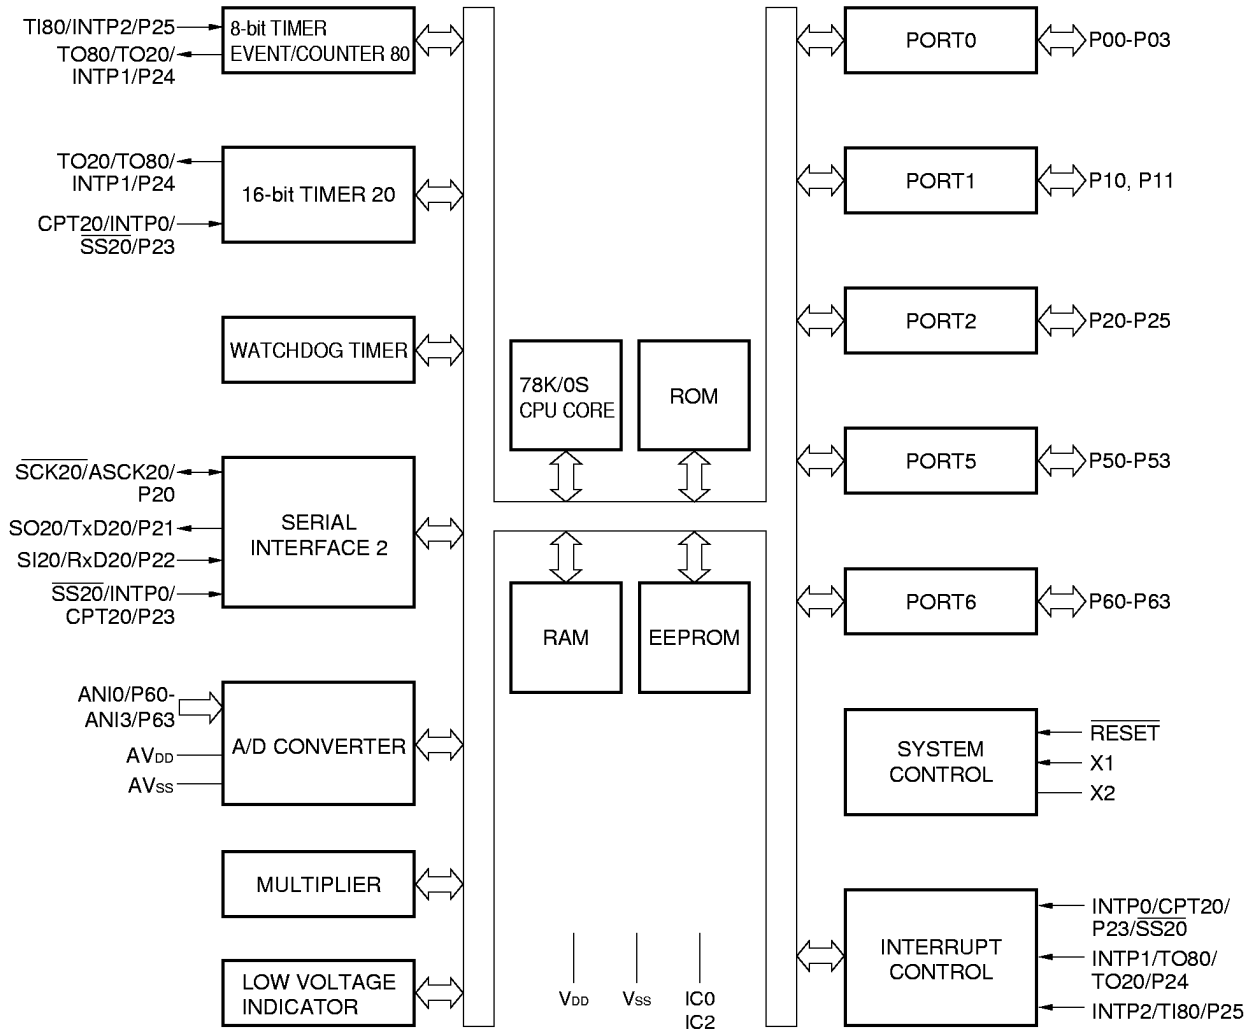 TI80/INTP2/P25
TO80/TO20/
INTP1/P24
8-bit TIMER
EVENT/COUNTER 80
TO20/TO80/
INTP1/P24
CPT20/INTP0/
SS20/P23
16-bit TIMER 20
WATCHDOG TIMER
SCK20/ASCK20/
P20
SO20/TxD20/P21
SI20/RxD20/P22
SS20/INTP0/
CPT20/P23
SERIAL
INTERFACE 2
ANI0/P60-
ANI3/P63
AVDD
AVSS
A/D CONVERTER
MULTIPLIER
LOW VOLTAGE
INDICATOR
78K/0S
CPU CORE
ROM
RAM
EEPROM
VDD
VSS
IC0
IC2
PORT0
P00-P03
PORT1
P10, P11
PORT2
P20-P25
PORT5
P50-P53
PORT6
P60-P63
SYSTEM
CONTROL
RESET
X1
X2
INTERRUPT
CONTROL
INTP0/CPT20/
P23/SS20
INTP1/TO80/
TO20/P24
INTP2/TI80/P25